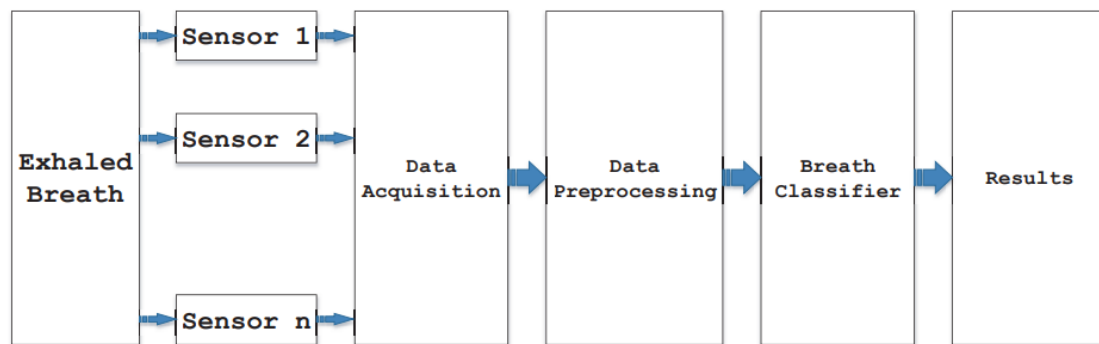 Exhaled
Breath
Sensor 1
Sensor 2
Sensor n
Data
Acquisition
Data
Preprocessing
Breath
Classifier
Results